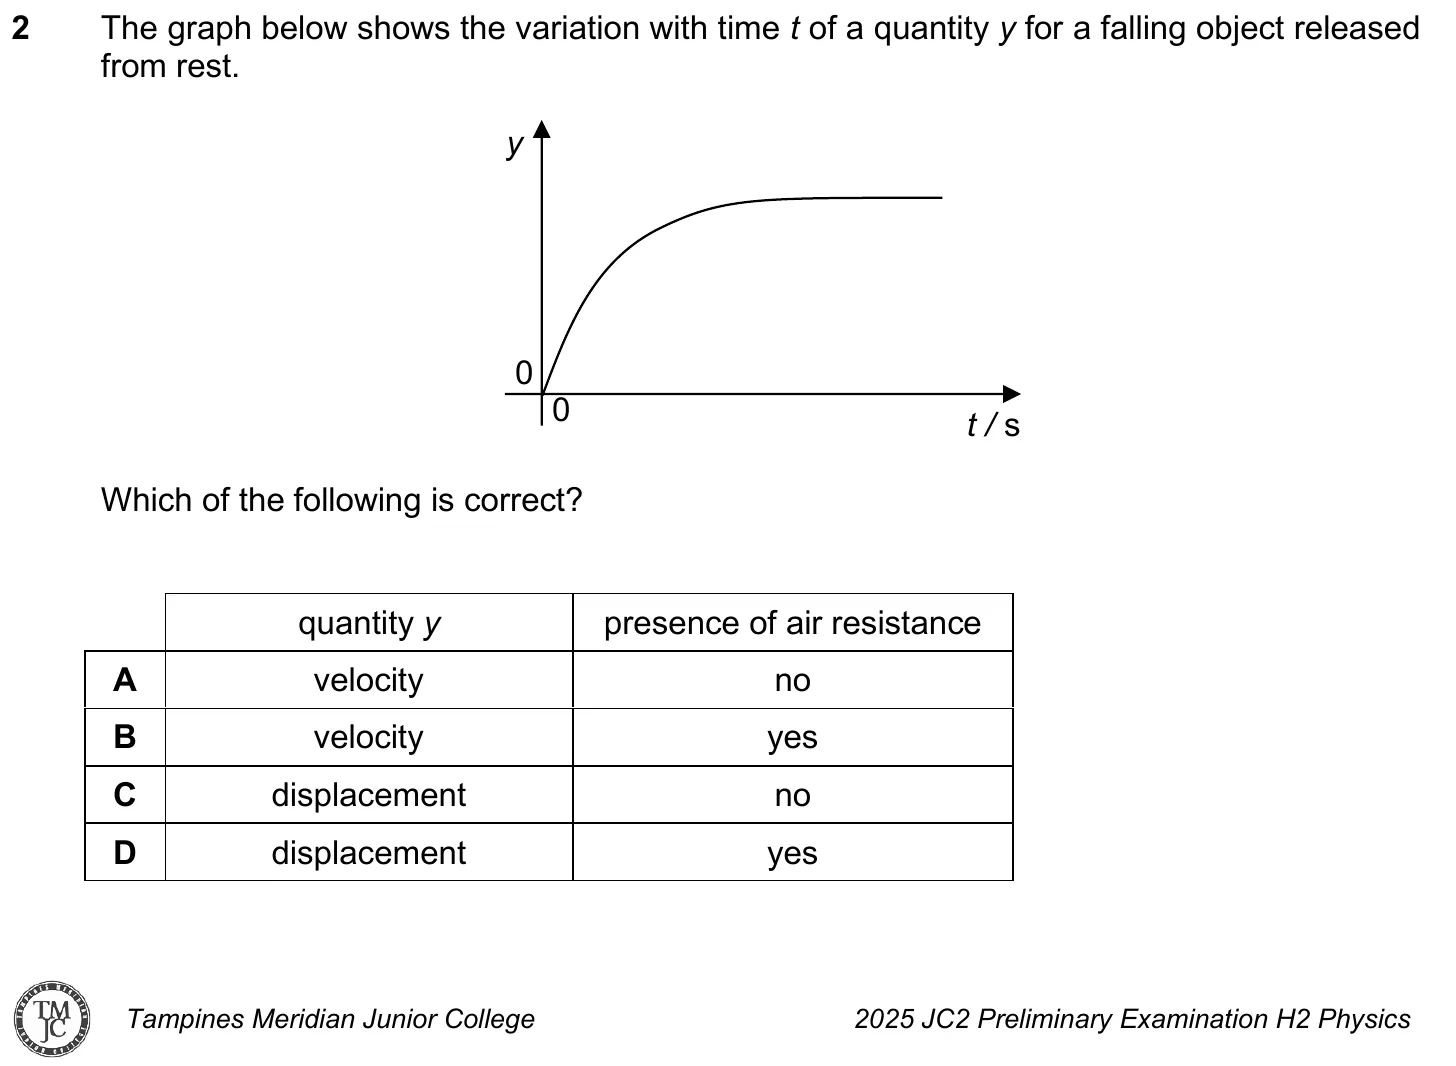 2 The graph below shows the variation with time t of a quantity y for a falling object released
from rest.
y
0
0
t / s
Which of the following is correct?
quantity y presence of air resistance
A velocity no
B velocity yes
C displacement no
D displacement yes
TM
JC
Tampines Meridian Junior College 2025 JC2 Preliminary Examination H2 Physics